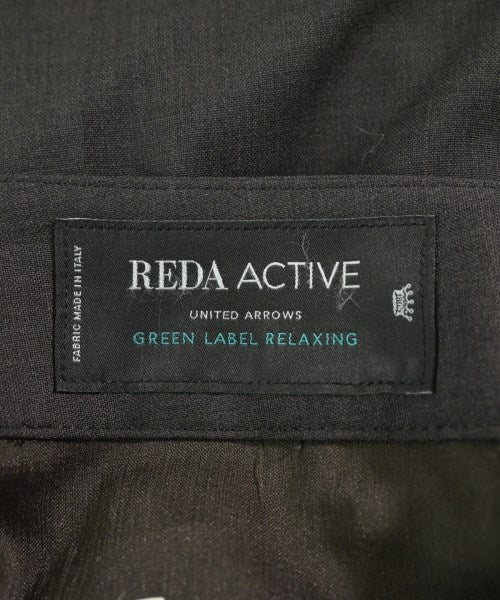 FABRIC MADE IN ITALY
REDA ACTIVE
UNITED ARROWS
GREEN LABEL RELAXING